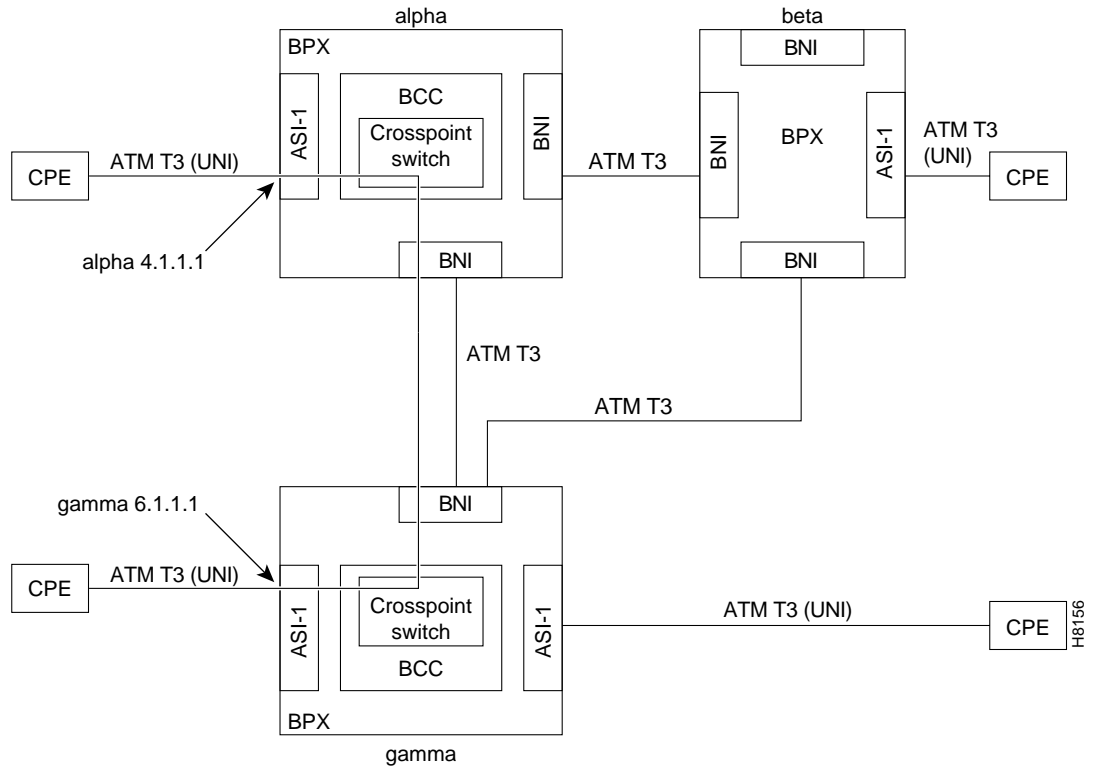 alpha
beta
BPX
BNI
BCC
ASI-1
Crosspoint
switch
BNI
BNI
BPX
ASI-1
ATM T3
(UNI)
CPE
ATM T3 (UNI)
ATM T3
CPE
alpha 4.1.1.1
BNI
BNI
ATM T3
ATM T3
gamma 6.1.1.1
BNI
CPE
ATM T3 (UNI)
ASI-1
Crosspoint
switch
BCC
ASI-1
ATM T3 (UNI)
CPE
H8156
BPX
gamma